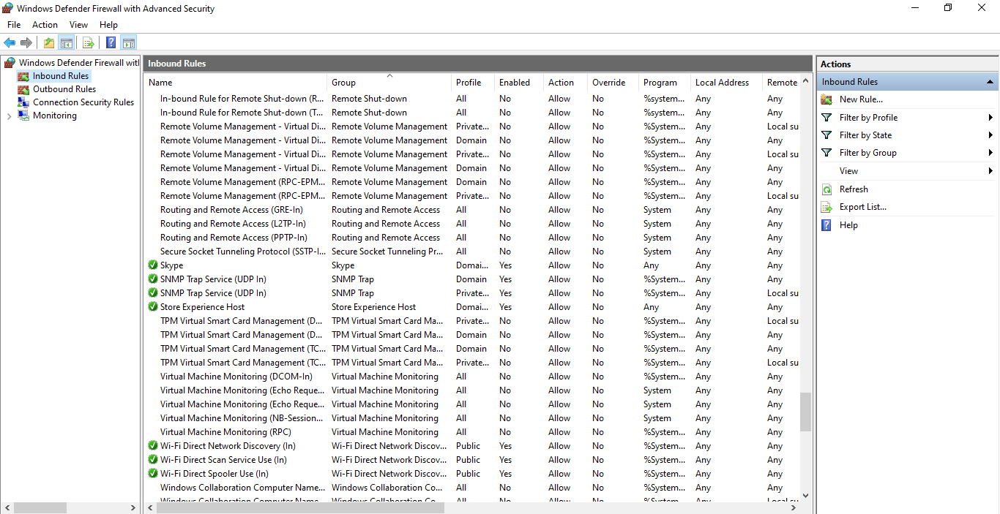 Windows Defender Firewall with Advanced Security
File Action View Help
Windows Defender Firewall wit
Inbound Rules
Outbound Rules
Connection Security Rules
Monitoring
Inbound Rules
Name Group Profile Enabled Action Override Program Local Address Remote
In-bound Rule for Remote Shut-down (R... Remote Shut-down All No Allow No %system... Any Any
In-bound Rule for Remote Shut-down (T... Remote Shut-down All No Allow No %system... Any Any
Remote Volume Management - Virtual Di... Remote Volume Management Private... No Allow No %System... Any Local su
Remote Volume Management - Virtual Di... Remote Volume Management Domain No Allow No %System... Any Any
Remote Volume Management - Virtual Di... Remote Volume Management Private... No Allow No %System... Any Local su
Remote Volume Management - Virtual Di... Remote Volume Management Domain No Allow No %System... Any Any
Remote Volume Management (RPC-EPM... Remote Volume Management Domain No Allow No %System... Any Any
Remote Volume Management (RPC-EPM... Remote Volume Management Private... No Allow No %System... Any Local su
Routing and Remote Access (GRE-In) Routing and Remote Access All No Allow No System Any Any
Routing and Remote Access (L2TP-In) Routing and Remote Access All No Allow No System Any Any
Routing and Remote Access (PPTP-In) Routing and Remote Access All No Allow No System Any Any
Secure Socket Tunneling Protocol (SSTP-I... Secure Socket Tunneling Pr... All No Allow No System Any Any
Skype Skype Domai... Yes Allow No Any Any Any
SNMP Trap Service (UDP In) SNMP Trap Domain Yes Allow No %System... Any Any
SNMP Trap Service (UDP In) SNMP Trap Private... Yes Allow No %System... Any Local su
Store Experience Host Store Experience Host Domai... Yes Allow No Any Any Any
TPM Virtual Smart Card Management (D... TPM Virtual Smart Card Ma... Private... No Allow No %System... Any Local su
TPM Virtual Smart Card Management (D... TPM Virtual Smart Card Ma... Domain No Allow No %System... Any Any
TPM Virtual Smart Card Management (TC... TPM Virtual Smart Card Ma... Domain No Allow No %System... Any Any
TPM Virtual Smart Card Management (TC... TPM Virtual Smart Card Ma... Private... No Allow No %System... Any Local su
Virtual Machine Monitoring (DCOM-In) Virtual Machine Monitoring All No Allow No %System... Any Any
Virtual Machine Monitoring (Echo Reque... Virtual Machine Monitoring All No Allow No System Any Any
Virtual Machine Monitoring (Echo Reque... Virtual Machine Monitoring All No Allow No System Any Any
Virtual Machine Monitoring (NB-Session... Virtual Machine Monitoring All No Allow No System Any Any
Virtual Machine Monitoring (RPC) Virtual Machine Monitoring All No Allow No %System... Any Any
Wi-Fi Direct Network Discovery (In) Wi-Fi Direct Network Discov... Public Yes Allow No %System... Any Any
Wi-Fi Direct Scan Service Use (In) Wi-Fi Direct Network Discov... Public Yes Allow No %System... Any Any
Wi-Fi Direct Spooler Use (In) Wi-Fi Direct Network Discov... Public Yes Allow No %System... Any Any
Windows Collaboration Computer Name... Windows Collaboration Co... All No Allow No %System... Any Any
Windows Collaboration Computer Name... Windows Collaboration Co... All No Allow No %System... Any Local su
Actions
Inbound Rules
New Rule...
Filter by Profile
Filter by State
Filter by Group
View
Refresh
Export List...
Help